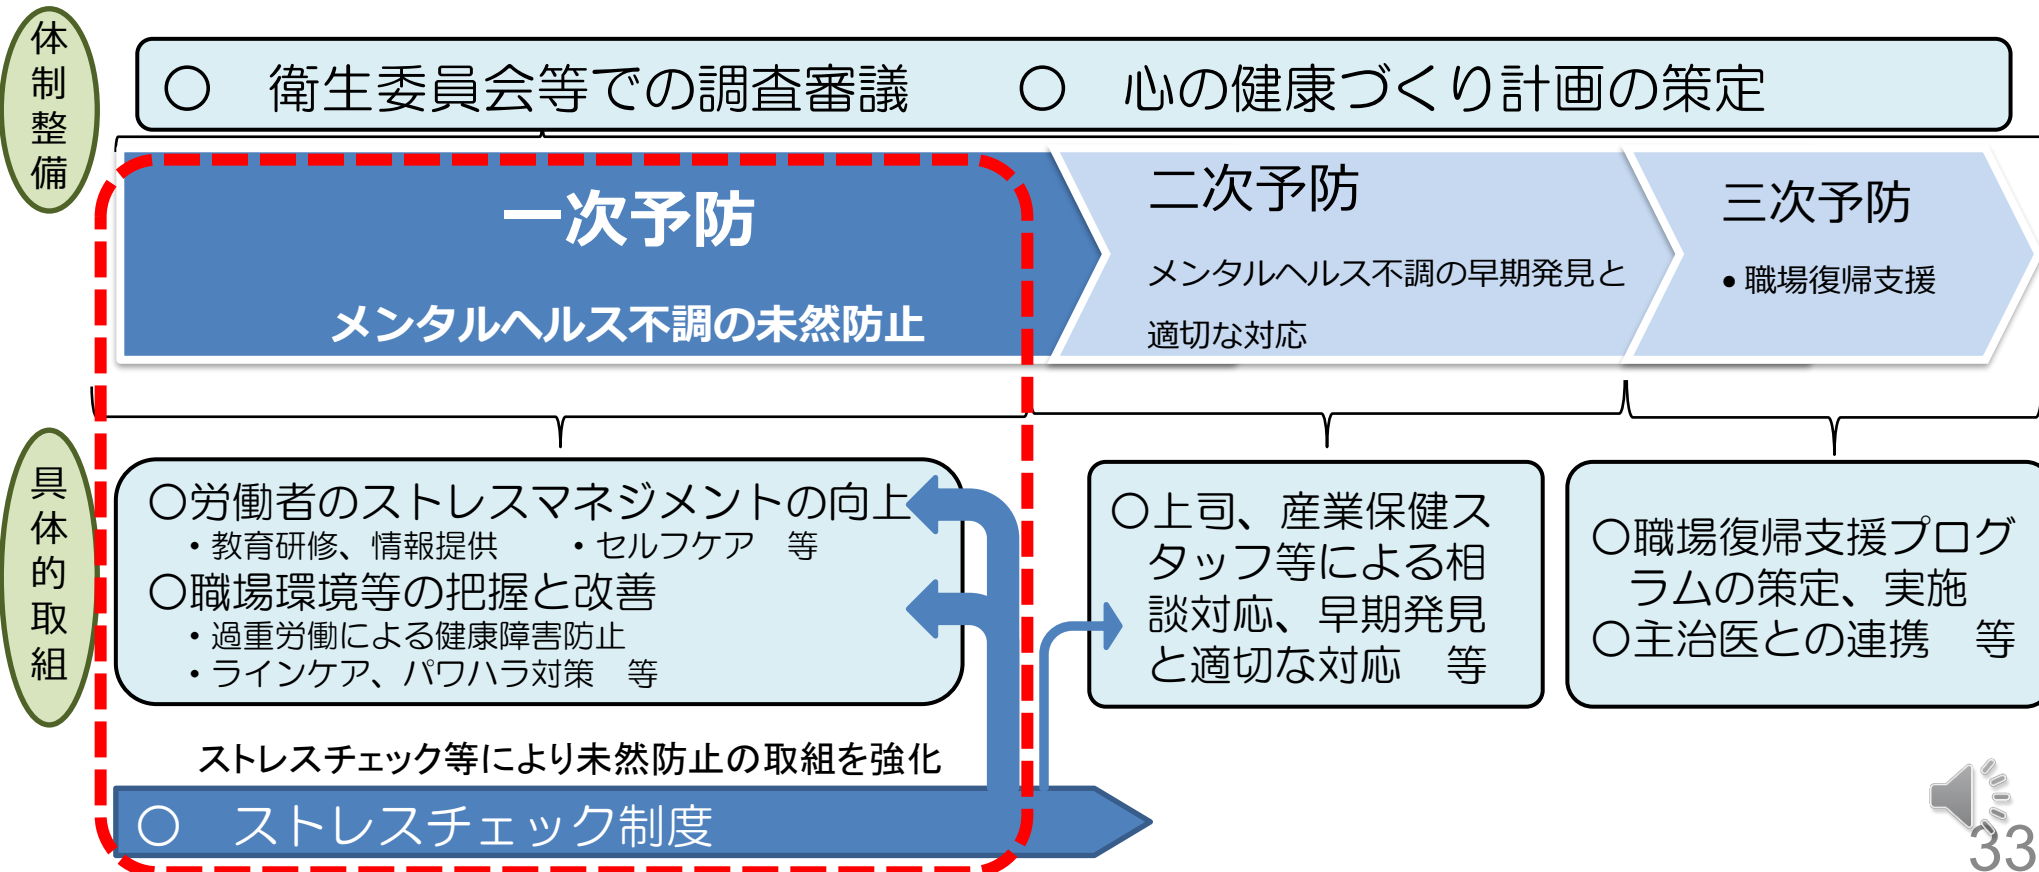 体制整備
○　衛生委員会等での調査審議　　○　心の健康づくり計画の策定
一次予防
メンタルヘルス不調の未然防止
二次予防
メンタルヘルス不調の早期発見と
適切な対応
三次予防
• 職場復帰支援
具体的取組
○労働者のストレスマネジメントの向上
・教育研修、情報提供　　・セルフケア　等
○職場環境等の把握と改善
・過重労働による健康障害防止
・ラインケア、パワハラ対策　等
○上司、産業保健ス
タッフ等による相
談対応、早期発見
と適切な対応　等
○職場復帰支援プログ
ラムの策定、実施
○主治医との連携　等
ストレスチェック等により未然防止の取組を強化
○　ストレスチェック制度
33